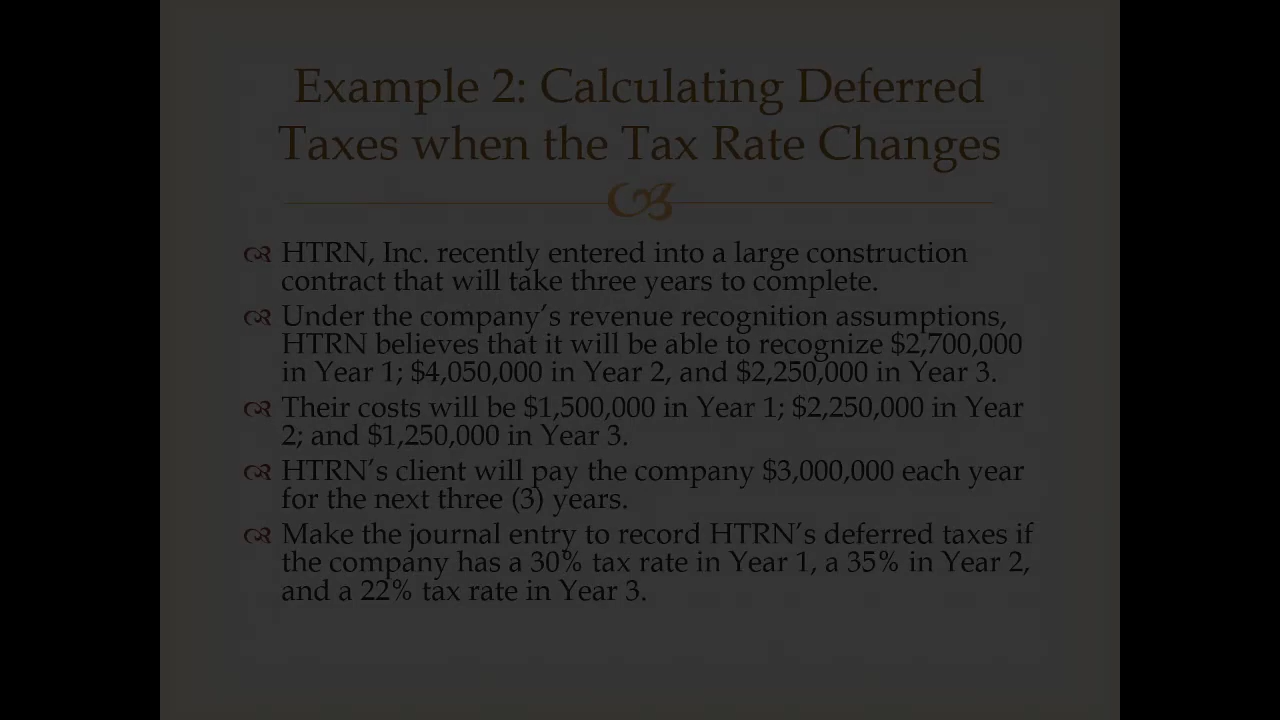 Example 2: Calculating Deferred
Taxes when the Tax Rate Changes
HTRN, Inc. recently entered into a large construction
contract that will take three years to complete.
Under the company’s revenue recognition assumptions,
HTRN believes that it will be able to recognize $2,700,000
in Year 1; $4,050,000 in Year 2, and $2,250,000 in Year 3.
Their costs will be $1,500,000 in Year 1; $2,250,000 in Year
2; and $1,250,000 in Year 3.
HTRN’s client will pay the company $3,000,000 each year
for the next three (3) years.
Make the journal entry to record HTRN’s deferred taxes if
the company has a 30% tax rate in Year 1, a 35% in Year 2,
and a 22% tax rate in Year 3.